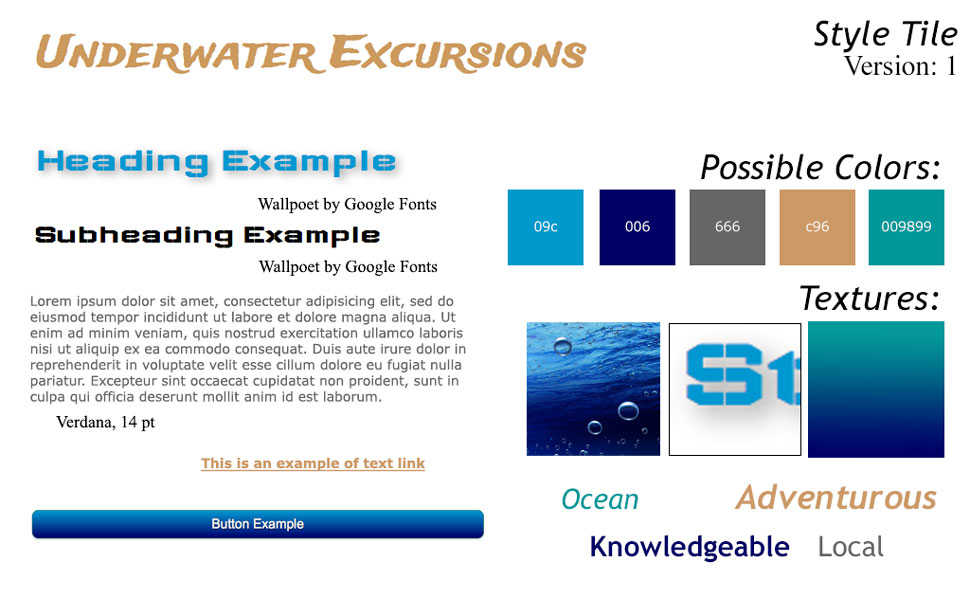 Underwater Excursions
Style Tile
Version: 1
Heading Example
Wallpoet by Google Fonts
Subheading Example
Wallpoet by Google Fonts
Lorem ipsum dolor sit amet, consectetur adipisicing elit, sed do
eiusmod tempor incididunt ut labore et dolore magna aliqua. Ut
enim ad minim veniam, quis nostrud exercitation ullamco laboris
nisi ut aliquip ex ea commodo consequat. Duis aute irure dolor in
reprehenderit in voluptate velit esse cillum dolore eu fugiat nulla
pariatur. Excepteur sint occaecat cupidatat non proident, sunt in
culpa qui officia deserunt mollit anim id est laborum.
Verdana, 14 pt
This is an example of text link
Button Example
Possible Colors:
09c
006
666
c96
009899
Textures:
St
Ocean
Adventurous
Knowledgeable
Local